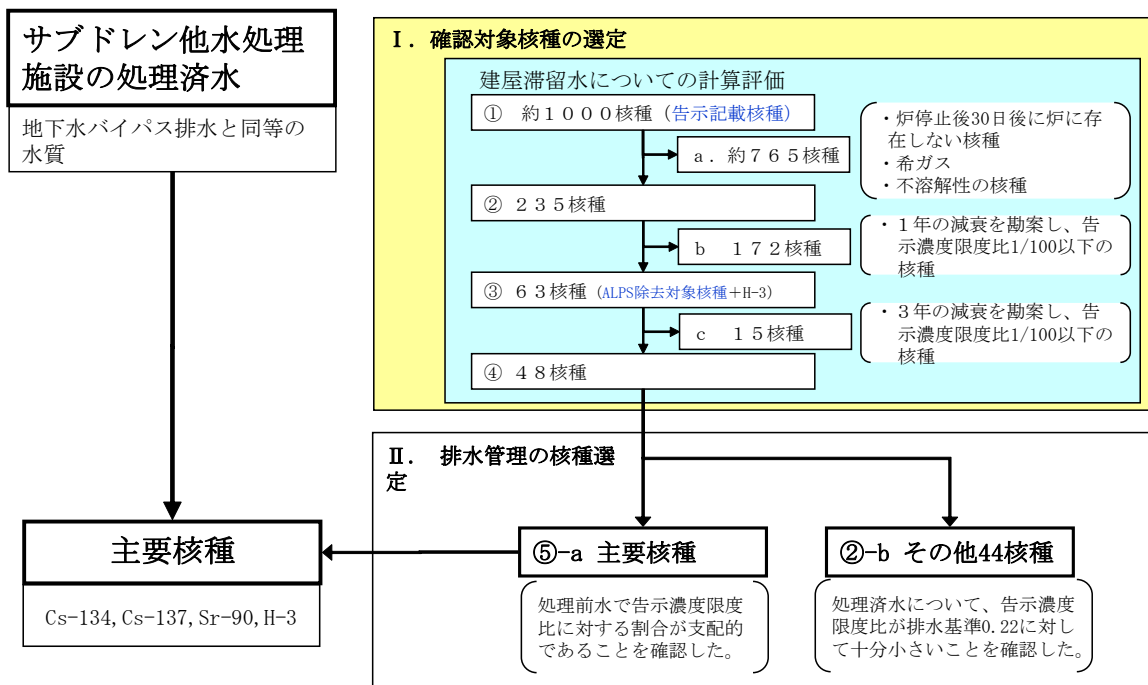 サブドレン他水処理
施設の処理済水
地下水バイパス排水と同等の
水質
主要核種
Cs-134,Cs-137,Sr-90,H-3
Ⅰ. 確認対象核種の選定
建屋滞留水についての計算評価
① 約1000核種（告示記載核種）
a．約765核種
・炉停止後30日後に炉に存
在しない核種
・希ガス
・不溶解性の核種
② 235核種
b 172核種
・1年の減衰を勘案し、告
示濃度限度比1/100以下の
核種
③ 63核種（ALPS除去対象核種＋H-3）
c 15核種
・3年の減衰を勘案し、告
示濃度限度比1/100以下の
核種
④ 48核種
Ⅱ. 排水管理の核種選
定
⑤-a 主要核種
処理前水で告示濃度限度
比に対する割合が支配的
であることを確認した。
②-b その他44核種
処理済水について、告示濃度
限度比が排水基準0.22に対し
て十分小さいことを確認した。